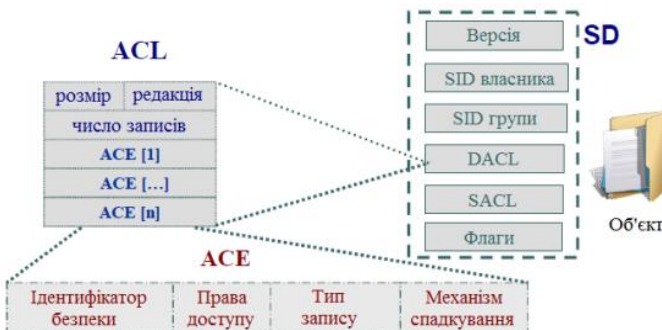 ACL
розмір редакція
число записів
ACE [1]
ACE [...]
ACE [n]
SD
Версія
SID власника
SID групи
DACL
SACL
Флаги
Об'єкт
ACE
Ідентифікатор безпеки
Права доступу
Тип запису
Механізм спадкування